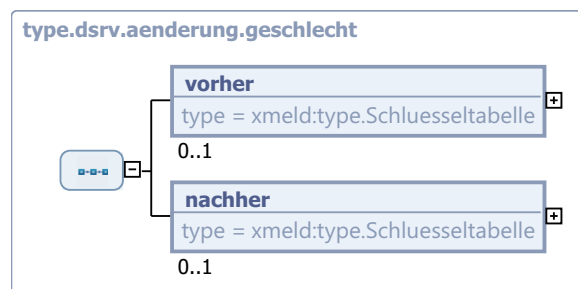 type.dsrv.aenderung.geschlecht
vorher
type = xmeld:type.Schluesseltabelle
0..1
nachher
type = xmeld:type.Schluesseltabelle
0..1